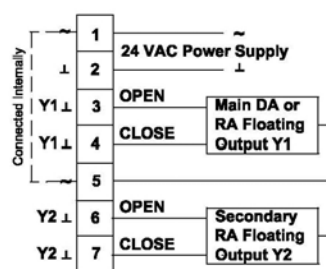 ~ 1 ~
24 VAC Power Supply
⊥ 2 ⊥
Connected Internally
Y1 ⊥ 3 OPEN
Main DA or
RA Floating
Output Y1
Y1 ⊥ 4 CLOSE
~ 5
Y2 ⊥ 6 OPEN
Secondary
RA Floating
Output Y2
Y2 ⊥ 7 CLOSE